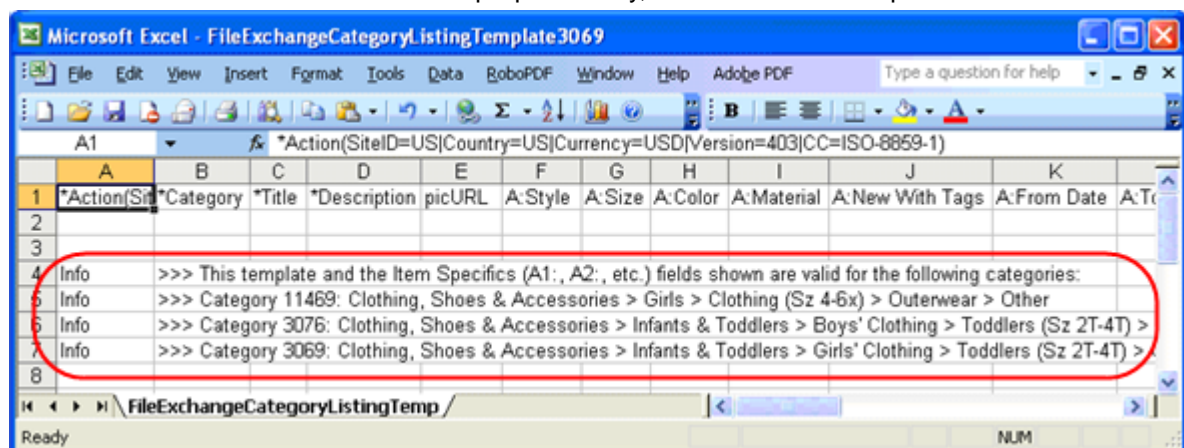 Microsoft Excel - FileExchangeCategoryListingTemplate3069
File Edit View Insert Format Tools Data RoboPDF Window Help Adobe PDF Type a question for help
A1 fx *Action(SiteID=US|Country=US|Currency=USD|Version=403|CC=ISO-8859-1)
A B C D E F G H I J K
1 *Action(Sit *Category *Title *Description picURL A:Style A:Size A:Color A:Material A:New With Tags A:From Date A:To
2
3
4 Info >>> This template and the Item Specifics (A1:, A2:, etc.) fields shown are valid for the following categories:
5 Info >>> Category 11469: Clothing, Shoes & Accessories > Girls > Clothing (Sz 4-6x) > Outerwear > Other
6 Info >>> Category 3076: Clothing, Shoes & Accessories > Infants & Toddlers > Boys' Clothing > Toddlers (Sz 2T-4T) >
7 Info >>> Category 3069: Clothing, Shoes & Accessories > Infants & Toddlers > Girls' Clothing > Toddlers (Sz 2T-4T) >
8
FileExchangeCategoryListingTemp
Ready NUM